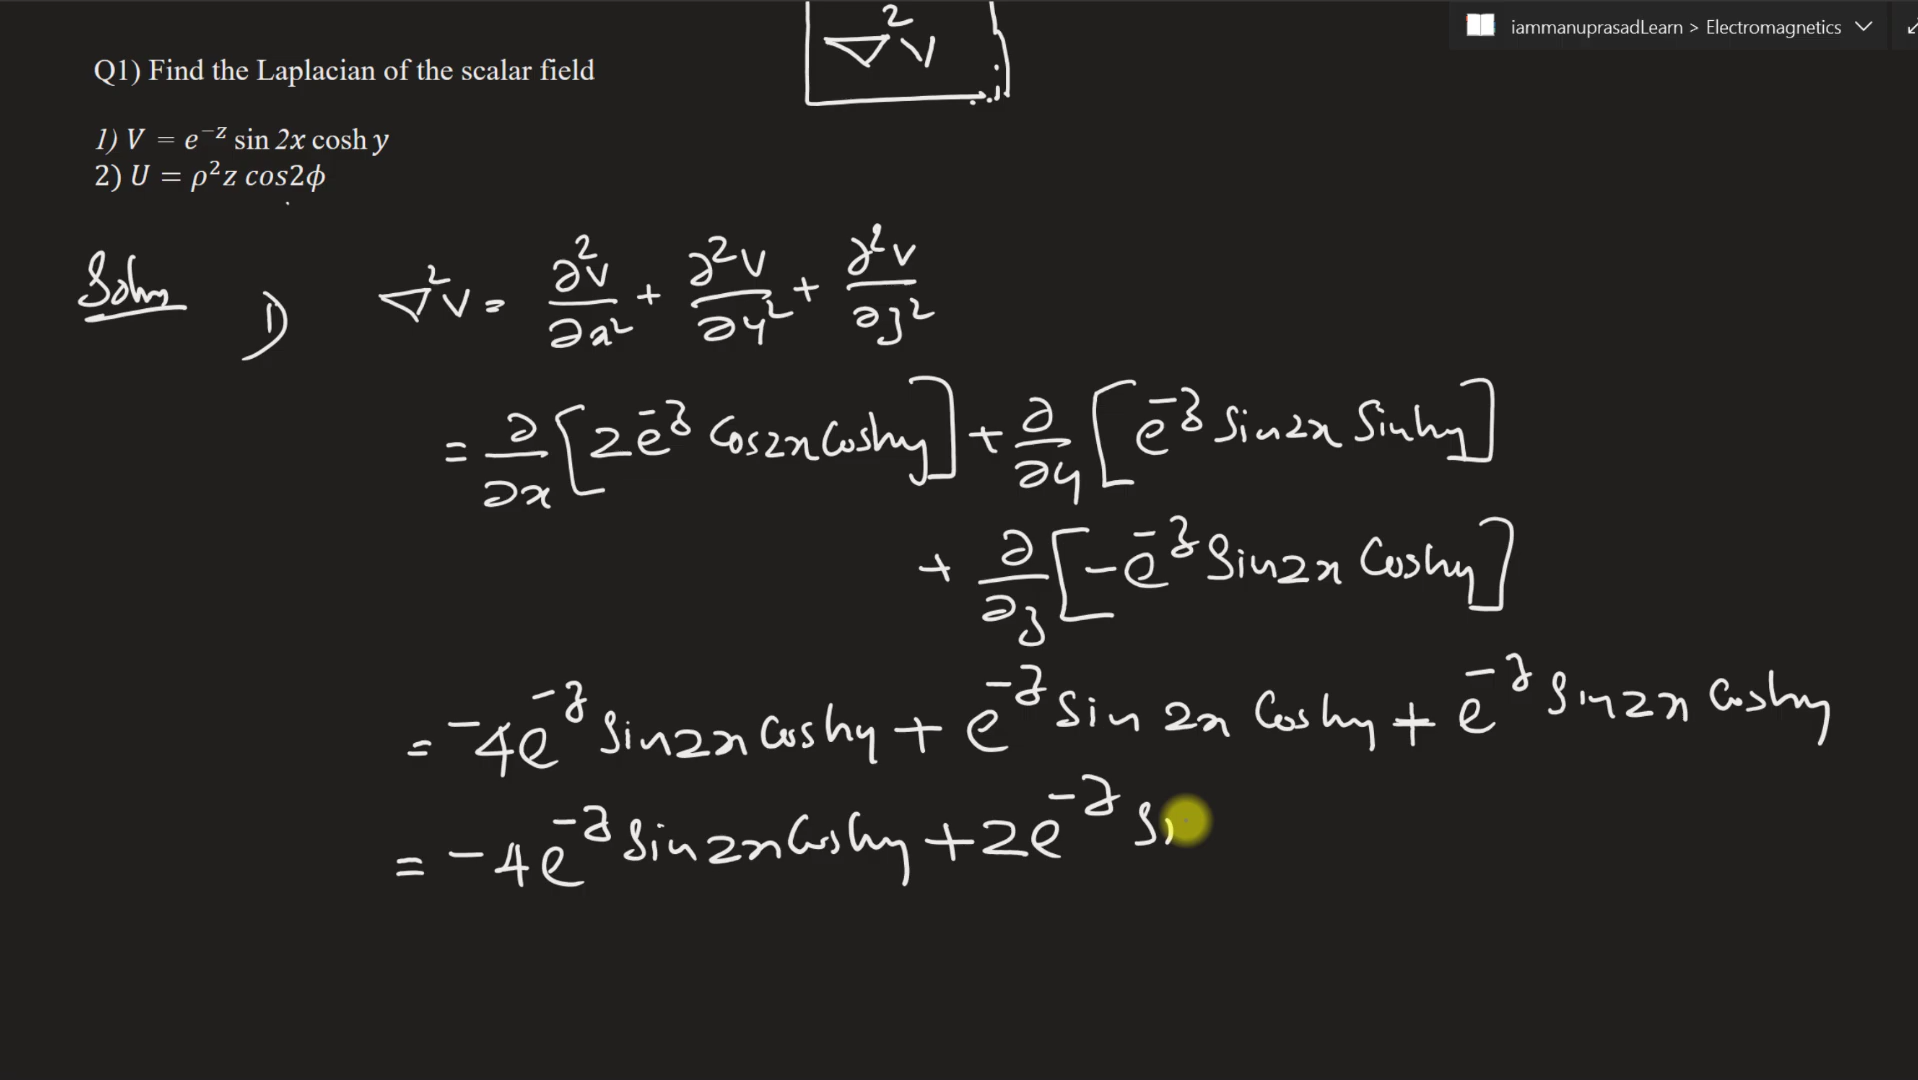 ∇²V
iammanuprasadLearn > Electromagnetics
Q1) Find the Laplacian of the scalar field
1) V = e⁻ᶻ sin 2x cosh y
2) U = ρ²z cos2ϕ
Soln
1) ∇²V = ∂²V/∂x² + ∂²V/∂y² + ∂²V/∂z²
= ∂/∂x [2e⁻ᶻ Cos2x Coshy] + ∂/∂y [e⁻ᶻ Sin2x Sinhy]
+ ∂/∂z [-e⁻ᶻ Sin2x Coshy]
= -4e⁻ᶻ Sin2x Coshy + e⁻ᶻ Sin 2x Coshy + e⁻ᶻ Sin2x Coshy
= -4e⁻ᶻ Sin2x Coshy + 2e⁻ᶻ Si